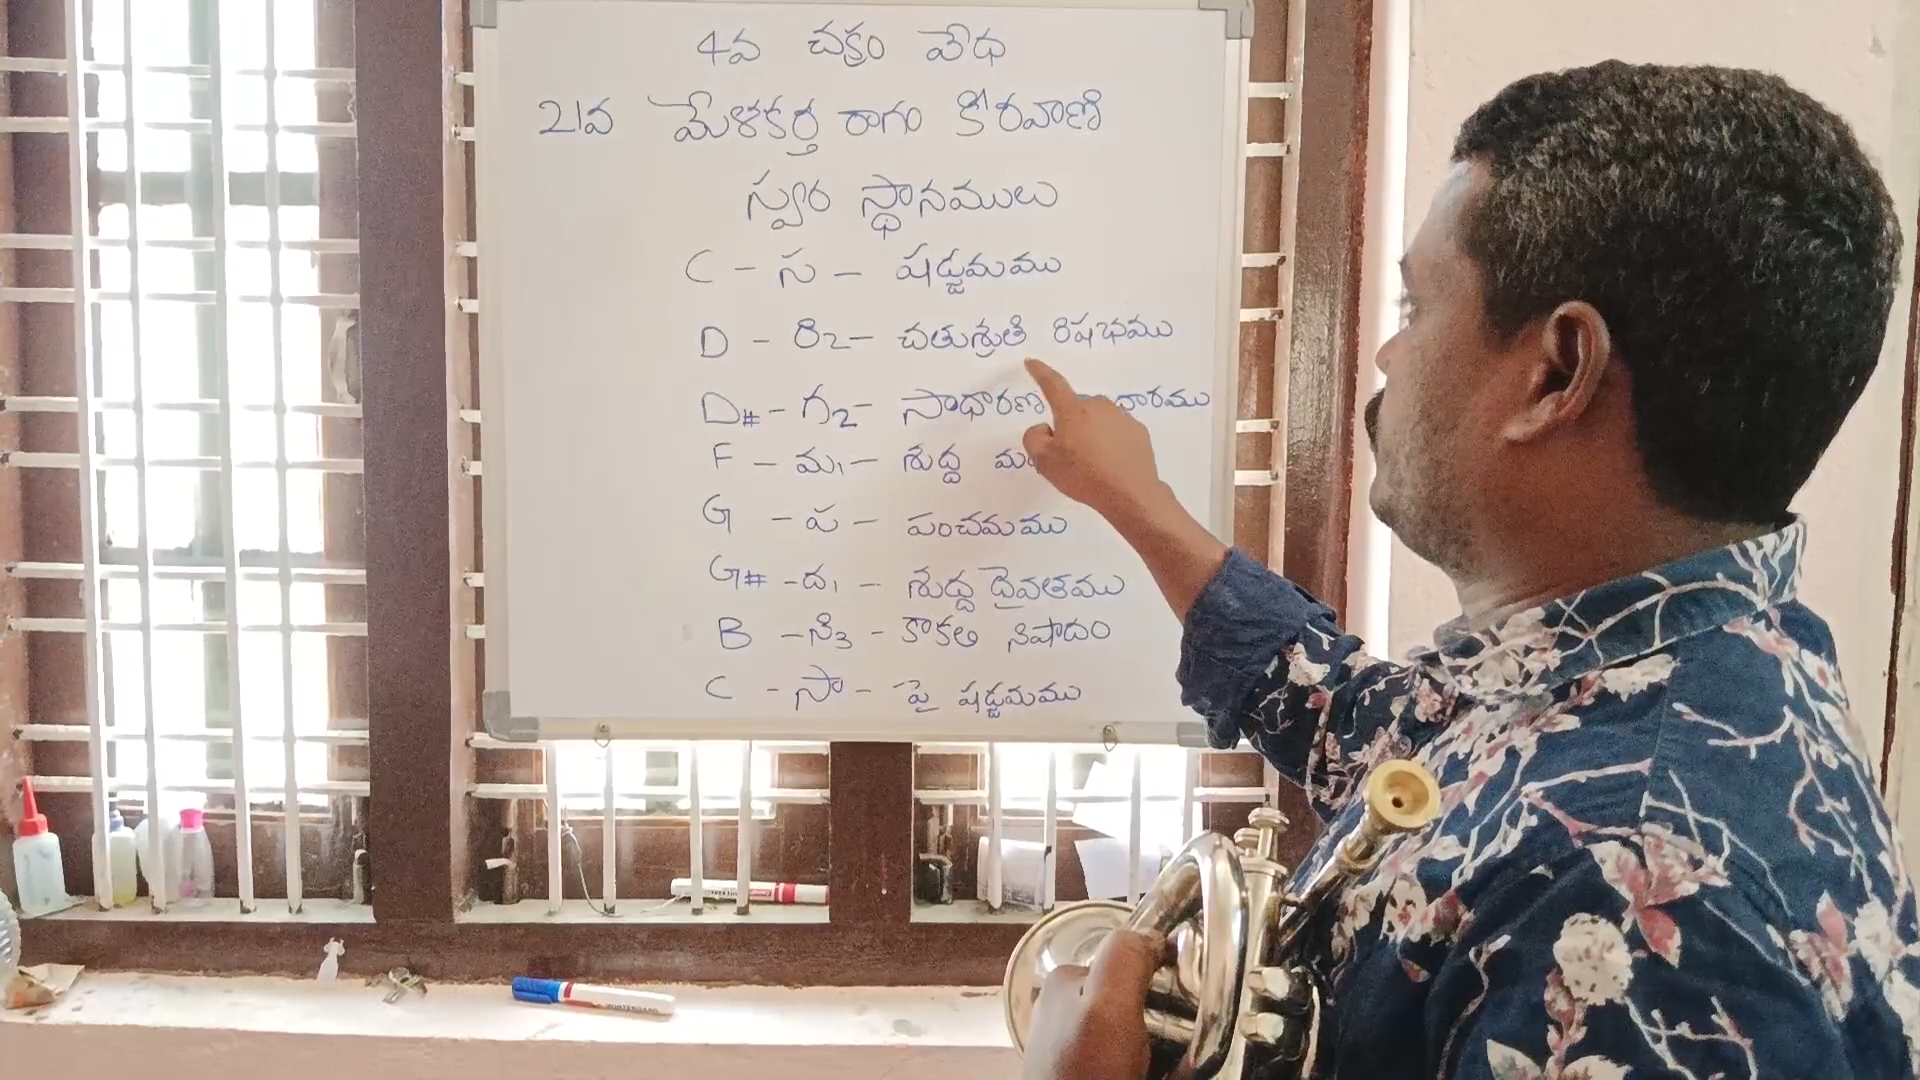 4వ చక్రం వేధ
21వ మేళకర్త రాగం కీరవాణి
స్వర స్థానములు
C - స - షడ్జమము
D - రి2 - చతుశ్రుతి రిషభము
D# - గ2 - సాధారణ
F - మ1 - శుద్ధ
G - ప - పంచమము
G# - ద1 - శుద్ధ దైవతము
B - ని3 - కాకలి నిషాదం
C - సా - పై షడ్జమము